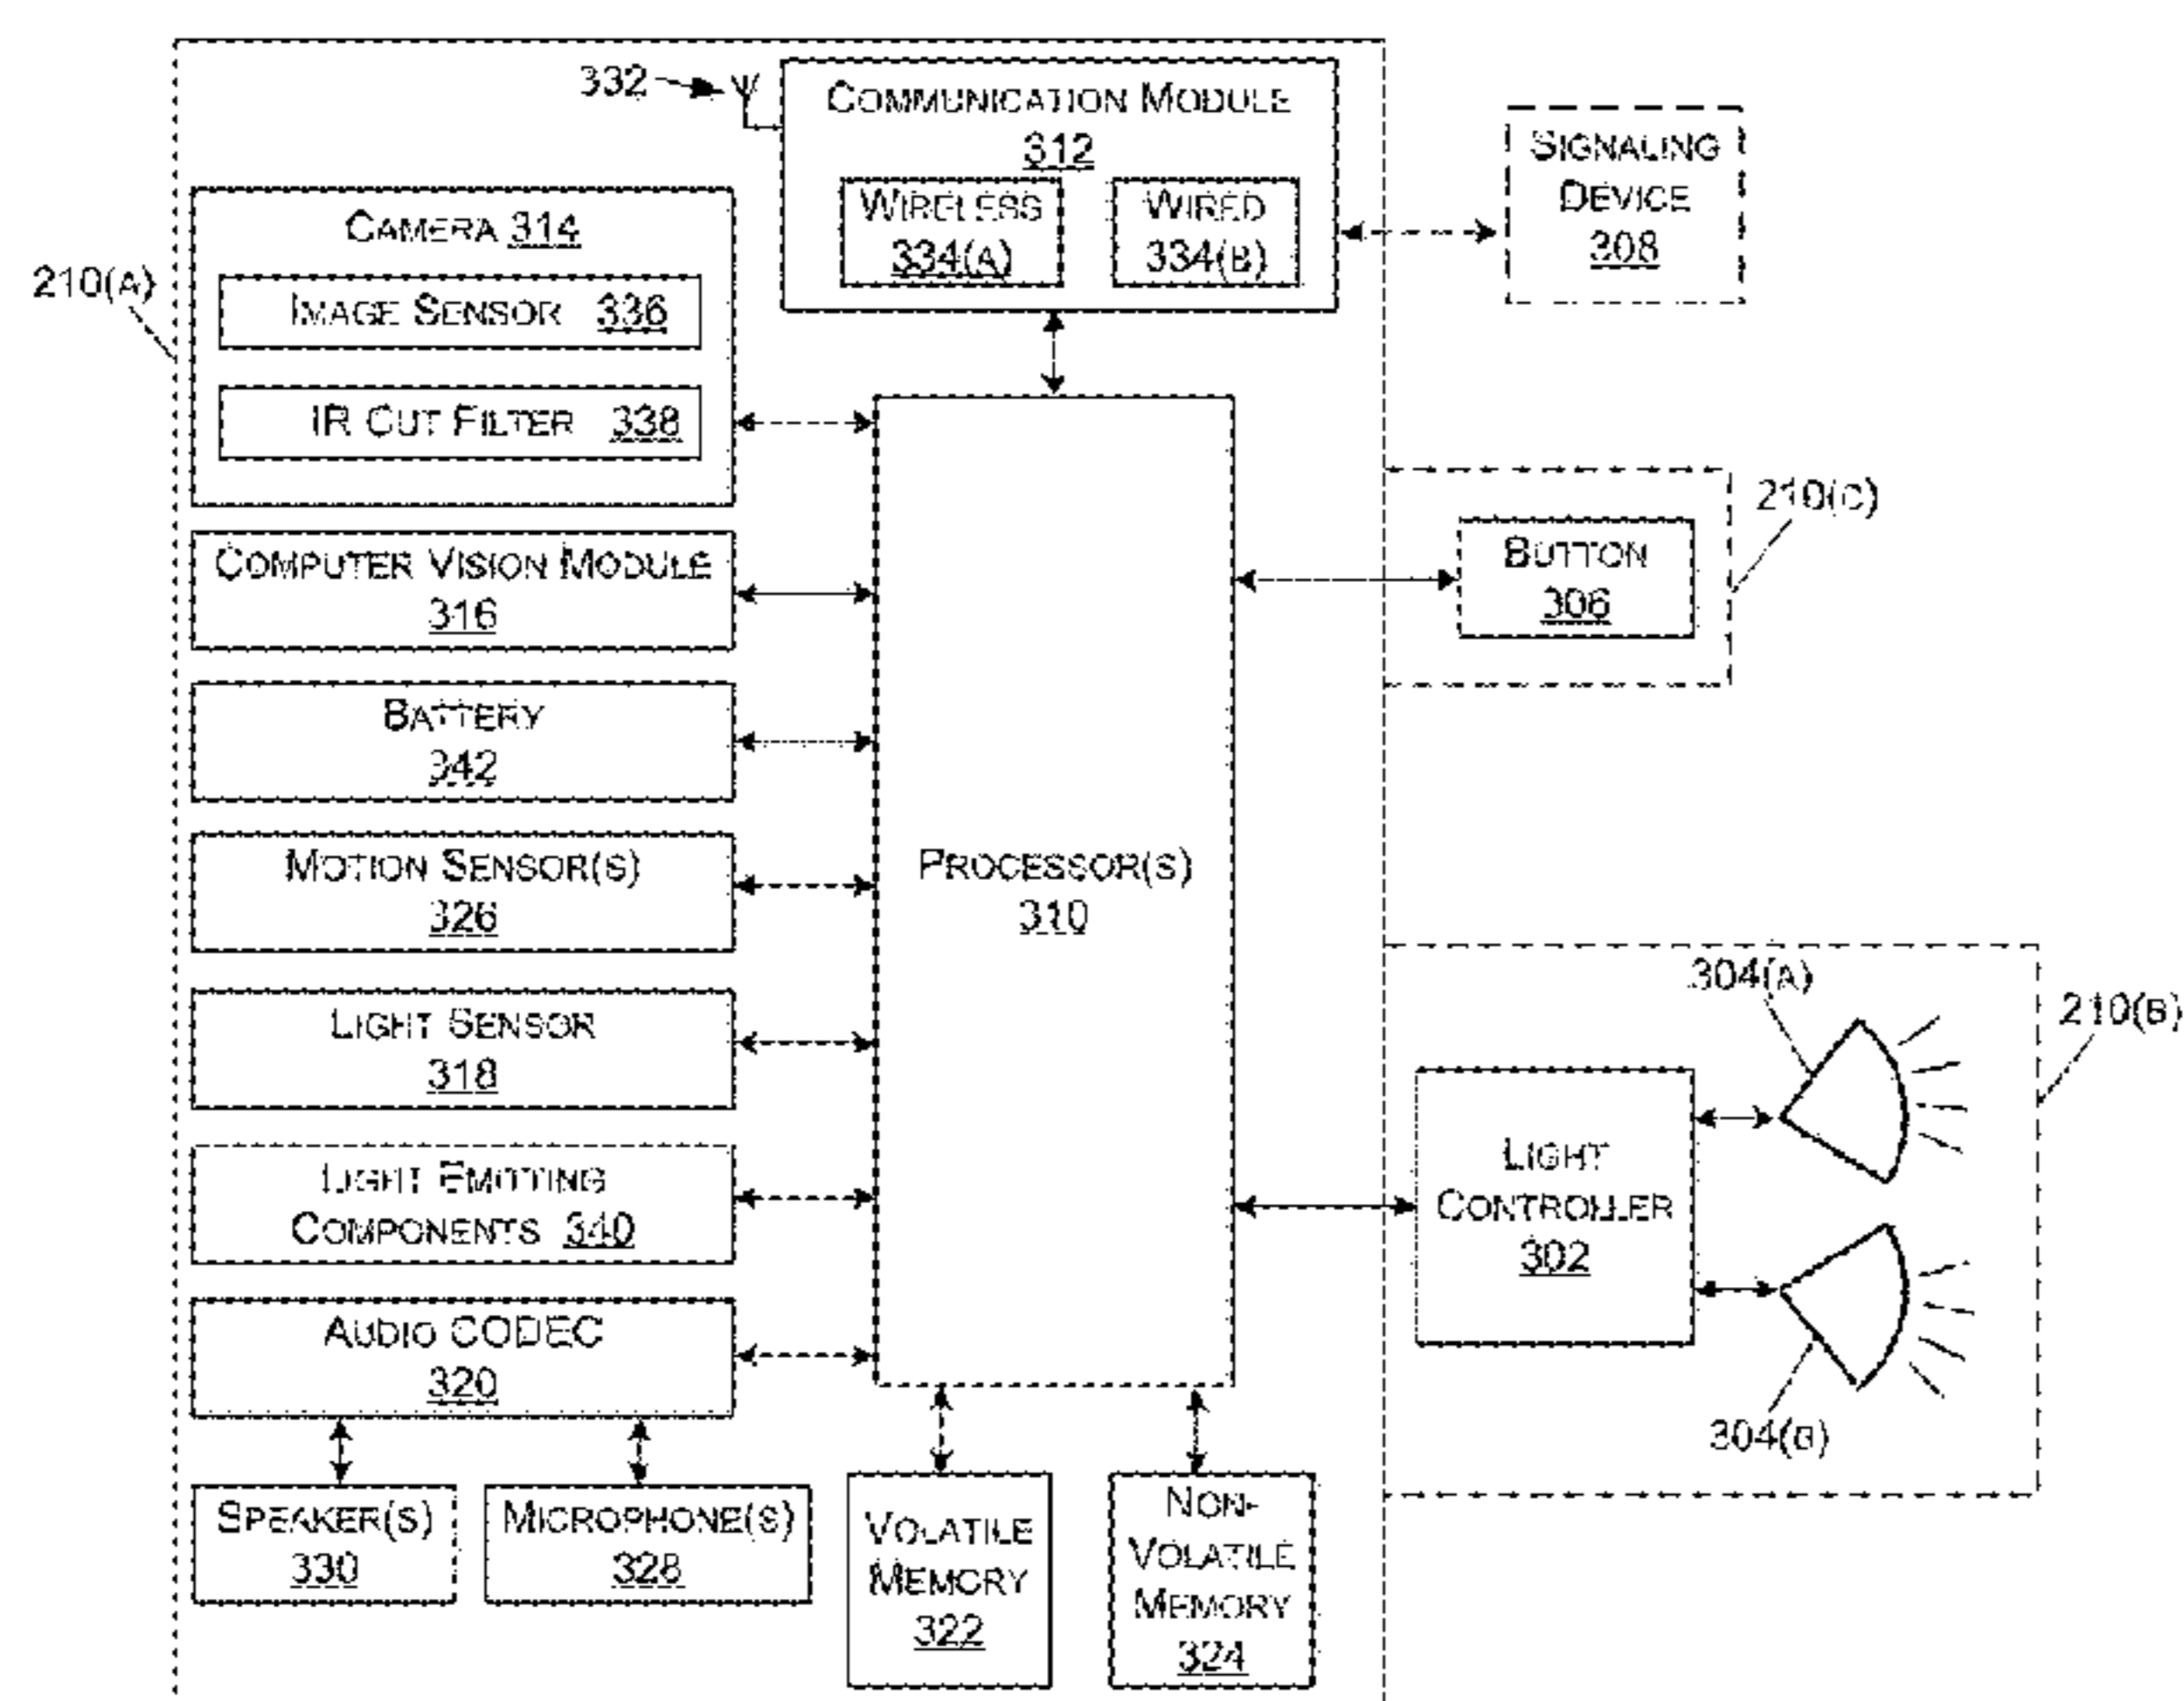 332
COMMUNICATION MODULE
312
WIRELESS
334(A)
WIRED
334(B)
SIGNALING
DEVICE
308
210(A)
CAMERA 314
IMAGE SENSOR 336
IR CUT FILTER 338
COMPUTER VISION MODULE
316
BATTERY
342
MOTION SENSOR(S)
326
LIGHT SENSOR
318
LIGHT EMITTING
COMPONENTS 340
AUDIO CODEC
320
SPEAKER(S)
330
MICROPHONE(S)
328
PROCESSOR(S)
310
VOLATILE
MEMORY
322
NON-
VOLATILE
MEMORY
324
BUTTON
306
210(C)
304(A)
210(B)
LIGHT
CONTROLLER
302
304(B)